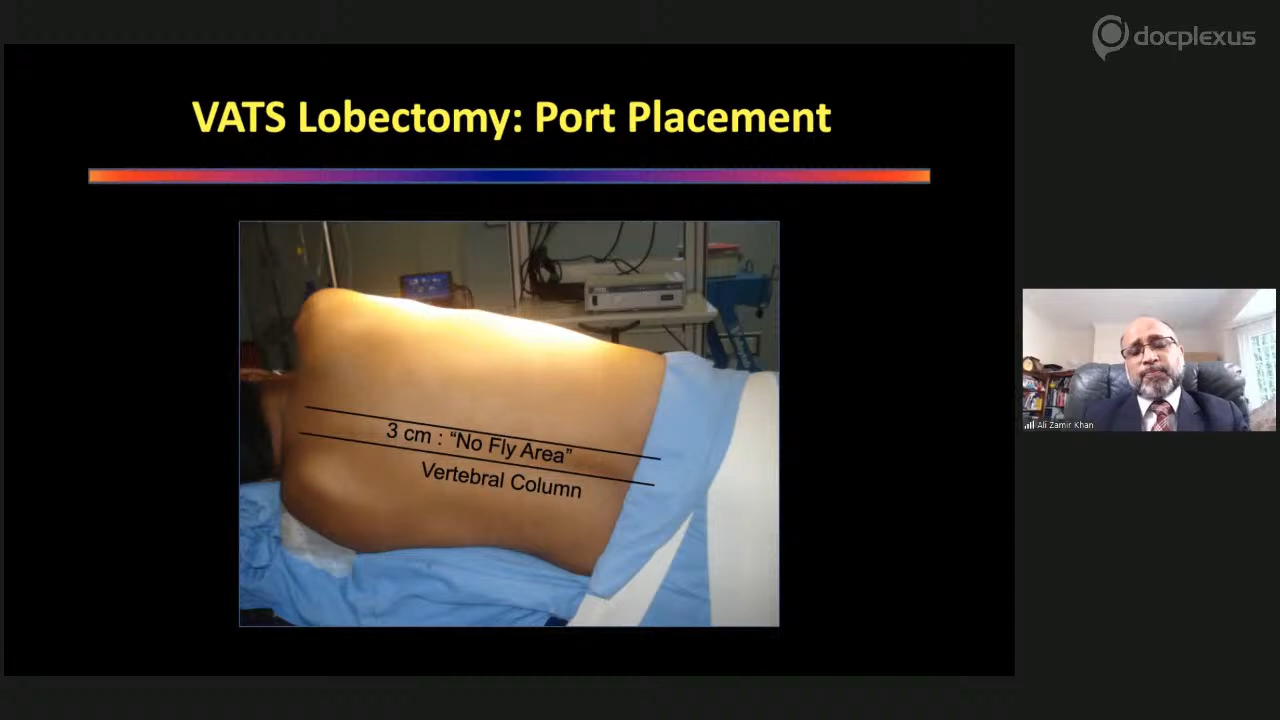 docplexus
VATS Lobectomy: Port Placement
3 cm : “No Fly Area”
Vertebral Column
Ali Zamir Khan